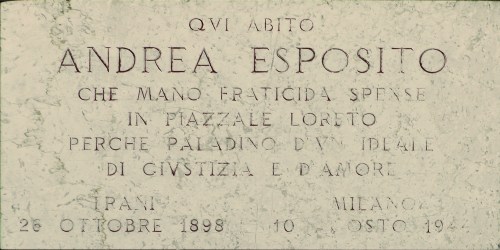 QVI ABITO'
ANDREA ESPOSITO
CHE MANO FRATICIDA SPENSE
IN PIAZZALE LORETO
PERCHE PALADINO D'VN IDEALE
DI GIVSTIZIA E D'AMORE
TRANI MILANO
26 OTTOBRE 1898 10